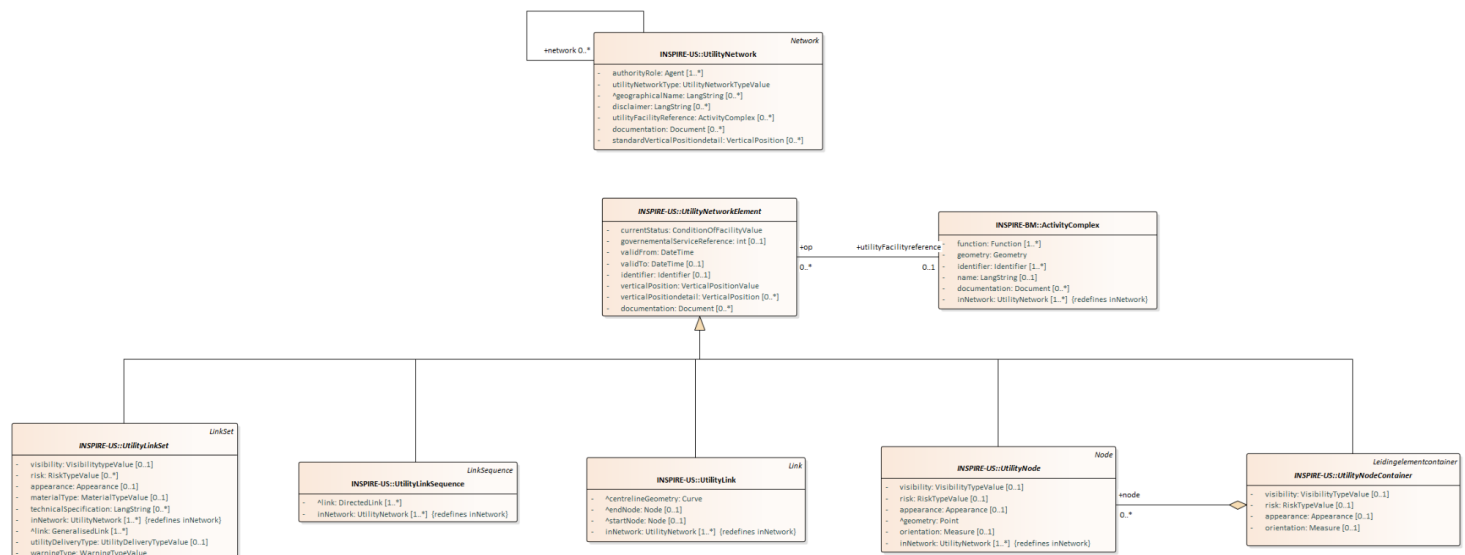 Network
+network 0..*
INSPIRE-US::UtilityNetwork
- authorityRole: Agent [1..*]
- utilityNetworkType: UtilityNetworkTypeValue
- ^geographicalName: LangString [0..*]
- disclaimer: LangString [0..*]
- utilityFacilityReference: ActivityComplex [0..*]
- documentation: Document [0..*]
- standardVerticalPositiondetail: VerticalPosition [0..*]
INSPIRE-US::UtilityNetworkElement
- currentStatus: ConditionOfFacilityValue
- governementalServiceReference: Int [0..1]
- validFrom: DateTime
- validTo: DateTime [0..1]
- identifier: Identifier [0..1]
- verticalPosition: VerticalPositionValue
- verticalPositiondetail: VerticalPosition [0..*]
- documentation: Document [0..*]
+op
0..*
+utilityFacilityreference
0..1
INSPIRE-BM::ActivityComplex
- function: Function [1..*]
- geometry: Geometry
- identifier: Identifier [1..*]
- name: LangString [0..1]
- documentation: Document [0..*]
- inNetwork: UtilityNetwork [1..*] {redefines inNetwork}
LinkSet
INSPIRE-US::UtilityLinkSet
- visibility: VisibilitytypeValue [0..1]
- risk: RiskTypeValue [0..*]
- appearance: Appearance [0..1]
- materialType: MaterialTypeValue [0..1]
- technicalSpecification: LangString [0..*]
- inNetwork: UtilityNetwork [1..*] {redefines inNetwork}
- ^link: GeneralisedLink [1..*]
- utilityDeliveryType: UtilityDeliveryTypeValue [0..1]
- warningType: WarningTypeValue
LinkSequence
INSPIRE-US::UtilityLinkSequence
- ^link: DirectedLink [1..*]
- inNetwork: UtilityNetwork [1..*] {redefines inNetwork}
Link
INSPIRE-US::UtilityLink
- ^centrelineGeometry: Curve
- ^endNode: Node [0..1]
- ^startNode: Node [0..1]
- inNetwork: UtilityNetwork [1..*] {redefines inNetwork}
Node
INSPIRE-US::UtilityNode
- visibility: VisibilityTypeValue [0..1]
- risk: RiskTypeValue [0..1]
- appearance: Appearance [0..1]
- ^geometry: Point
- orientation: Measure [0..1]
- inNetwork: UtilityNetwork [1..*] {redefines inNetwork}
+node
0..*
Leidingelementcontainer
INSPIRE-US::UtilityNodeContainer
- visibility: VisibilityTypeValue [0..1]
- risk: RiskTypeValue [0..1]
- appearance: Appearance [0..1]
- orientation: Measure [0..1]